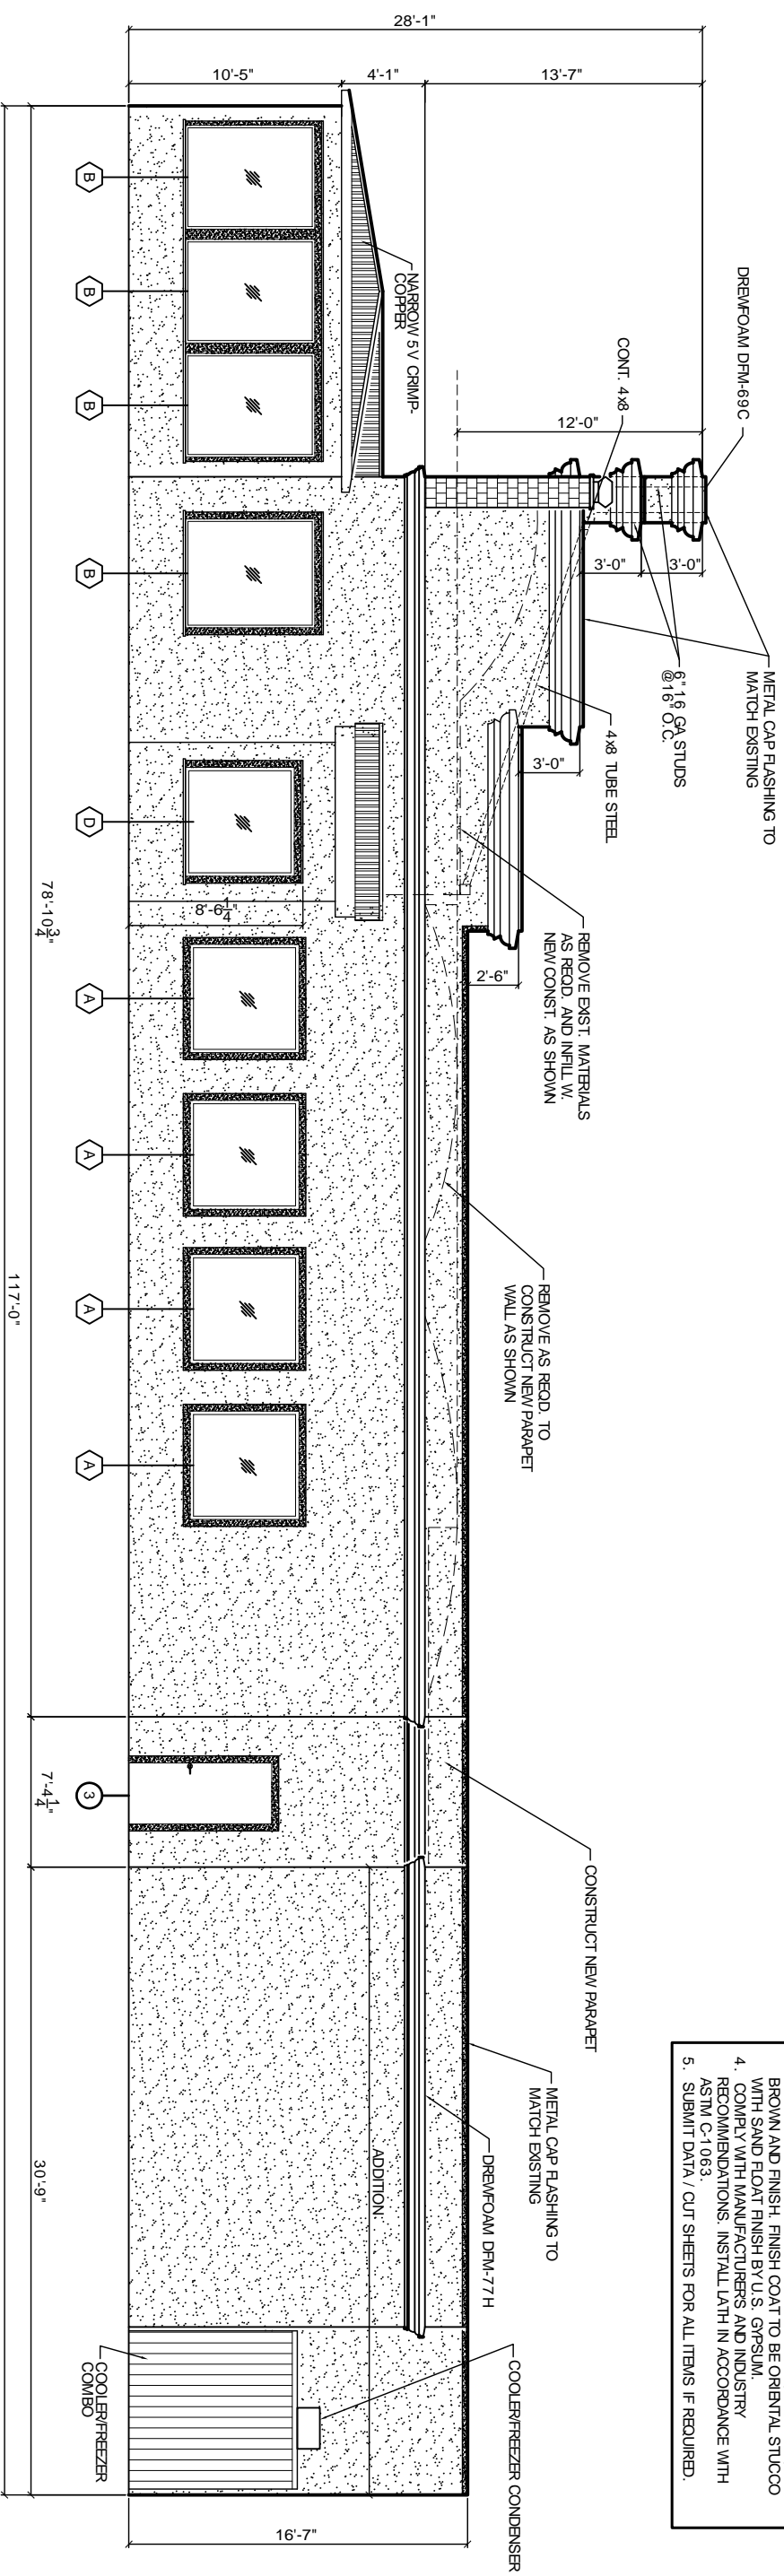 28'-1"
10'-5"
4'-1"
13'-7"
DREWFOAM DFM-69C
METAL CAP FLASHING TO
MATCH EXISTING
CONT. 4x8
12'-0"
3'-0"
3'-0"
6" 16 GA STUDS
@16" O.C.
4x8 TUBE STEEL
3'-0"
NARROW 5 V CRIMP-
COPPER
2'-6"
REMOVE EXIST. MATERIALS
AS REQD. AND INFILL W.
NEW CONST. AS SHOWN
REMOVE AS REQD. TO
CONSTRUCT NEW PARAPET
WALL AS SHOWN
CONSTRUCT NEW PARAPET
METAL CAP FLASHING TO
MATCH EXISTING
DREWFOAM DFM-77 H
COOLER/FREEZER CONDENSER
ADDITION
COOLER/FREEZER
COMBO
16'-7"
8'-6 1/4"
B
B
B
B
D
A
A
A
A
3
78'-10 3/4"
7'-4 1/4"
30'-9"
117'-0"
BROWN AND FINISH. FINISH COAT TO BE ORIENTAL STUCCO
WITH SAND FLOAT FINISH BY U.S. GYPSUM.
4. COMPLY WITH MANUFACTURERS AND INDUSTRY
RECOMMENDATIONS. INSTALL LATH IN ACCORDANCE WITH
ASTM C-1063.
5. SUBMIT DATA / CUT SHEETS FOR ALL ITEMS IF REQUIRED.